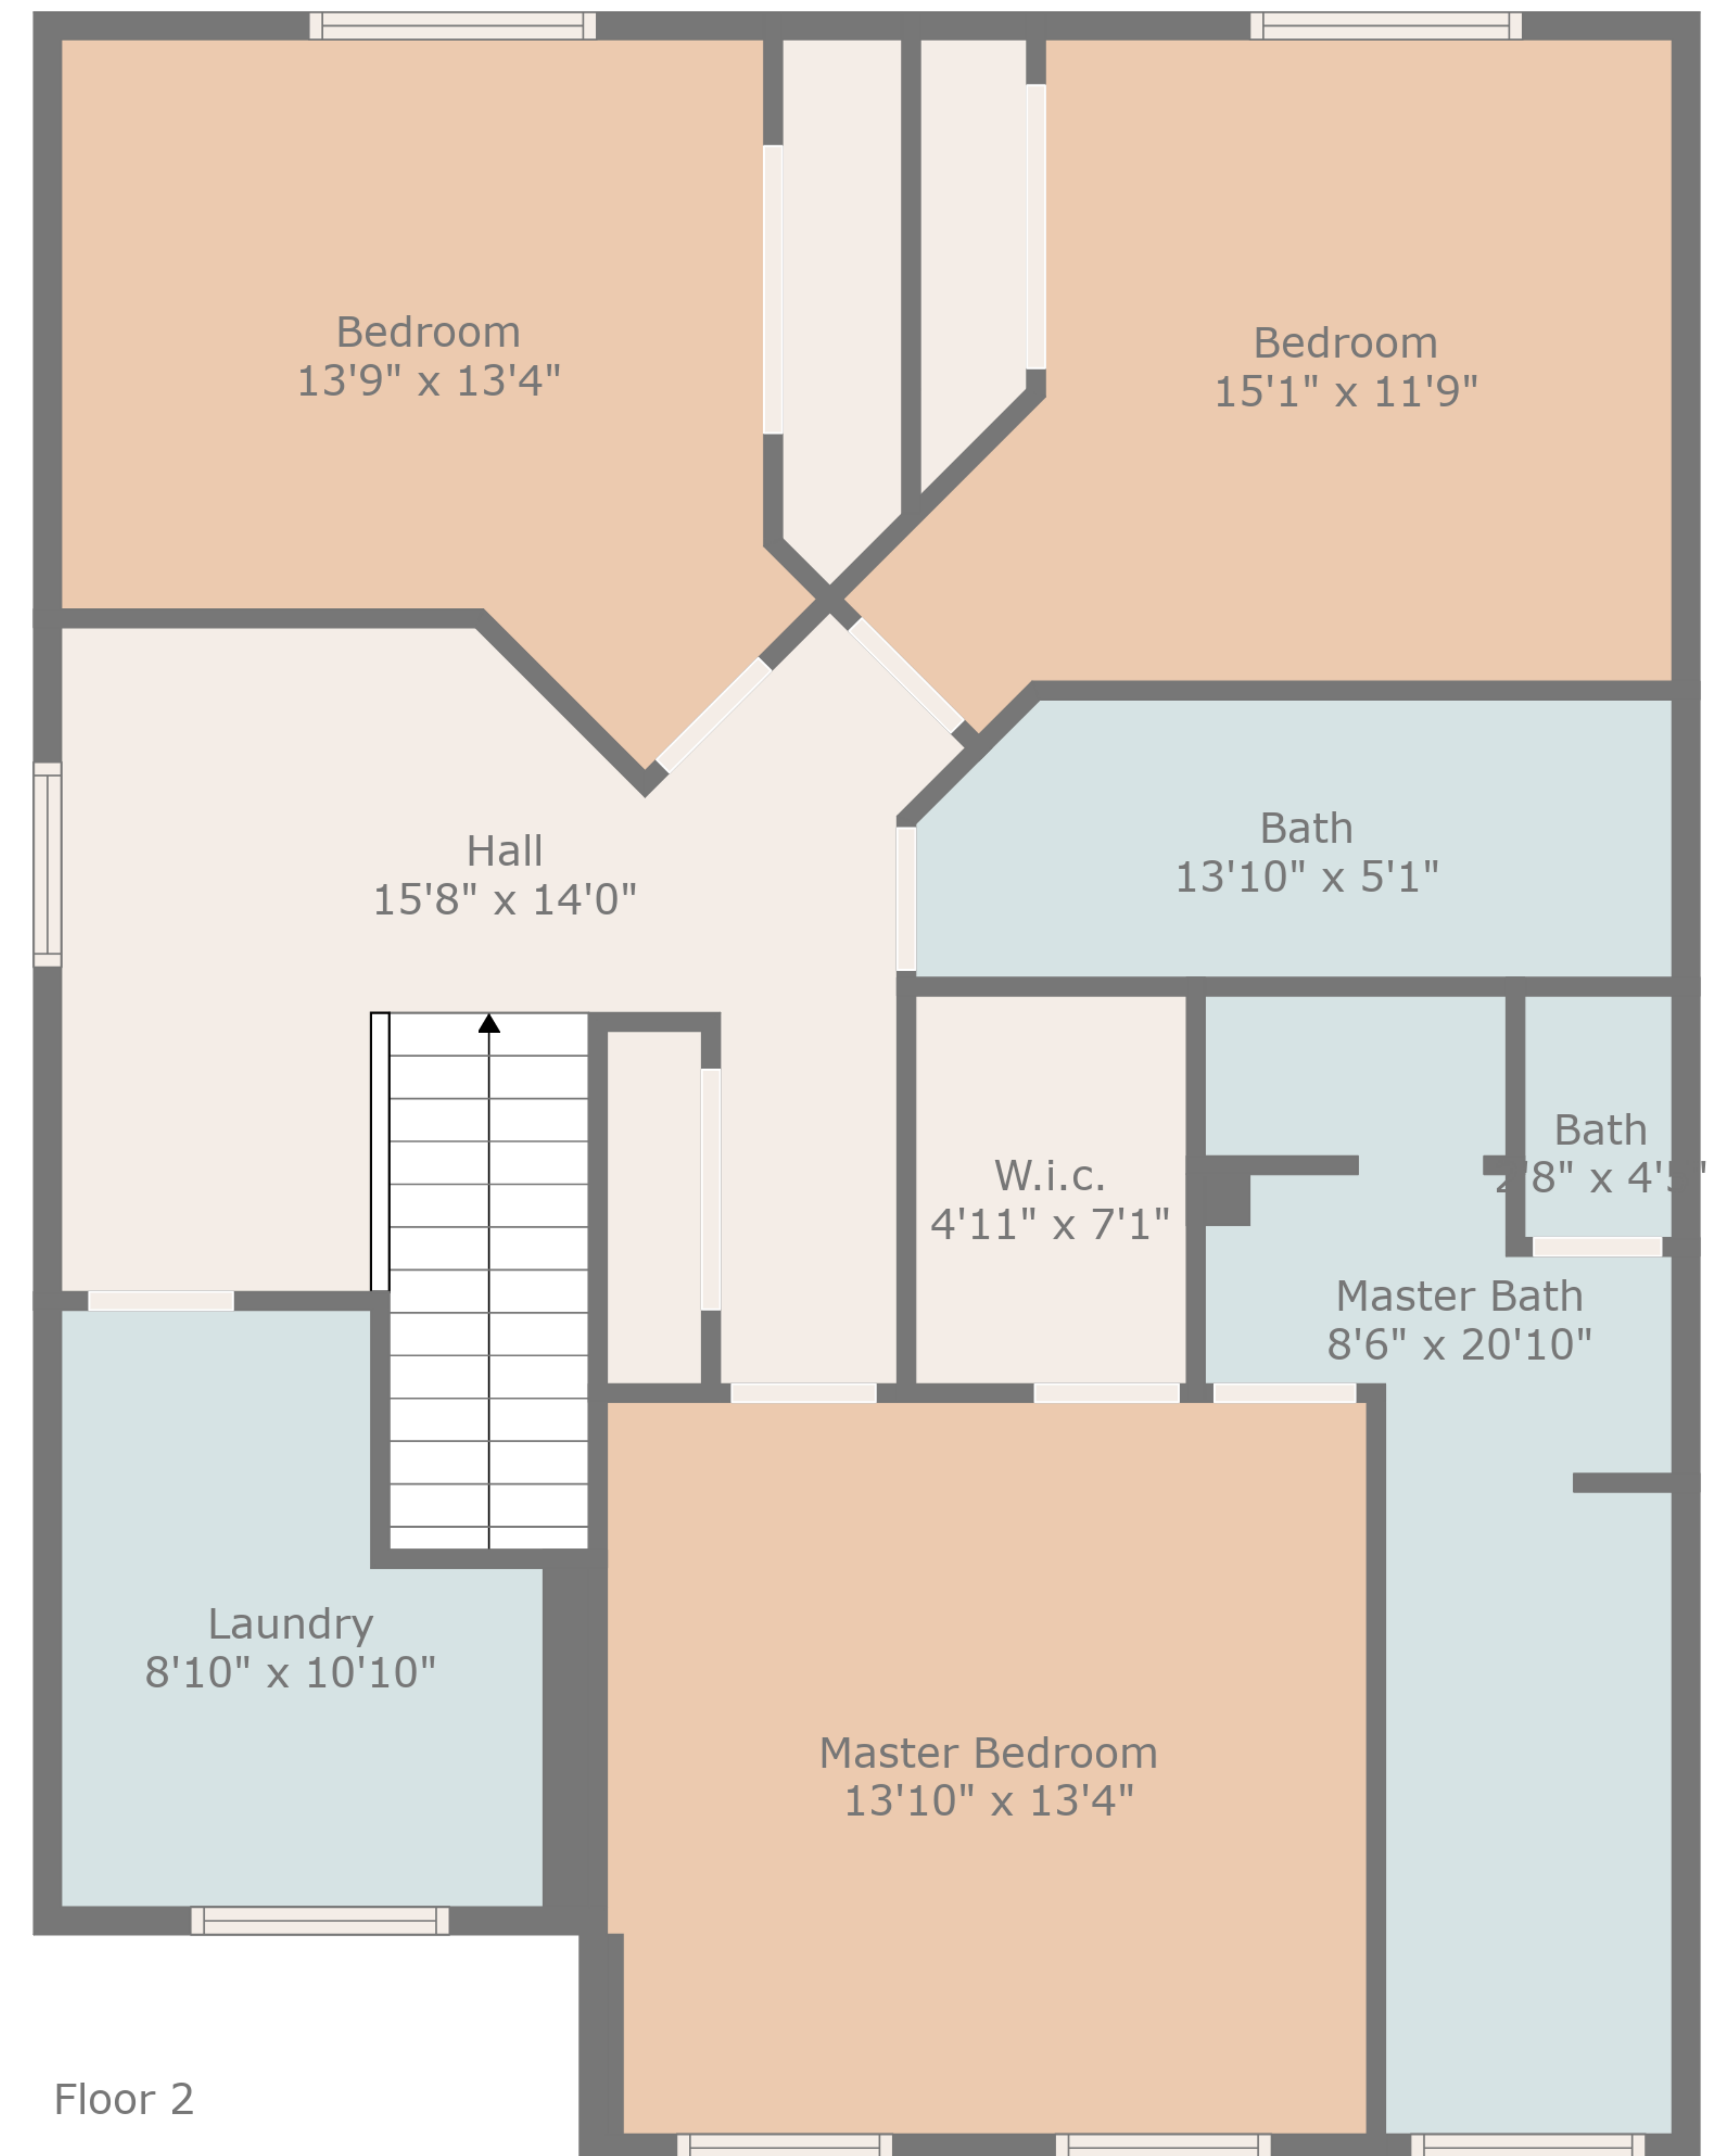 Bedroom
13'9" x 13'4"
Bedroom
15'1" x 11'9"
Hall
15'8" x 14'0"
Bath
13'10" x 5'1"
Bath
x
W.i.c.
4'11" x 7'1"
Master Bath
8'6" x 20'10"
Laundry
8'10" x 10'10"
Master Bedroom
13'10" x 13'4"
Floor 2